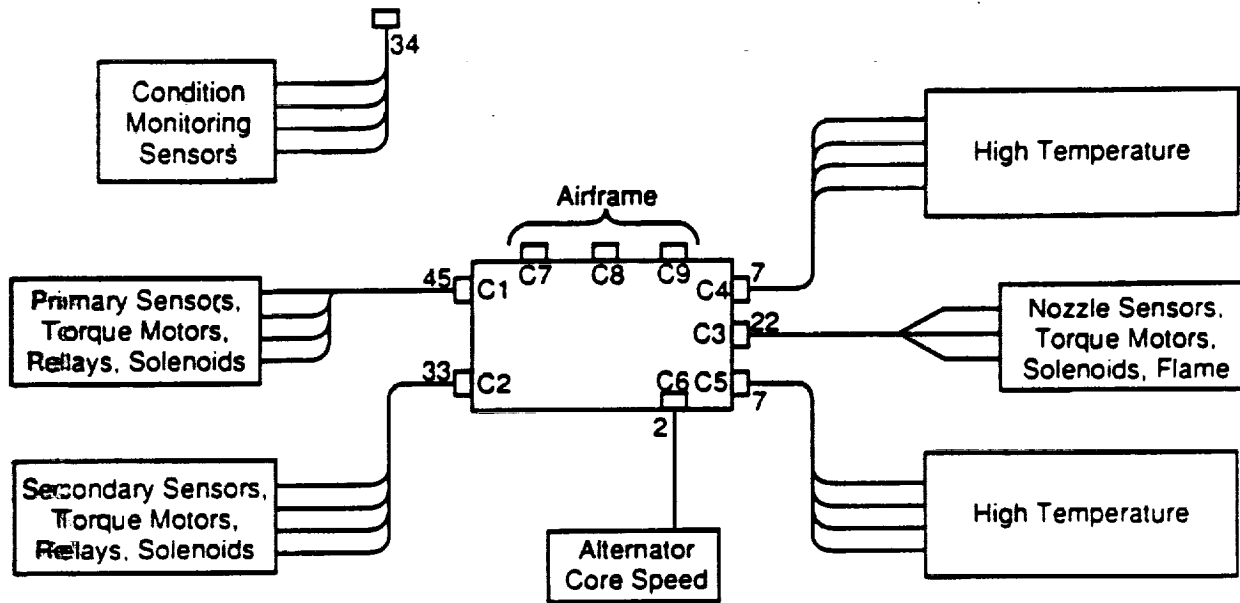 34
Condition
Monitoring
Sensors
High Temperature
Airframe
C7 C8 C9
45 C1
C4 7
Primary Sensors,
Torque Motors,
Relays, Solenoids
C3 22
Nozzle Sensors,
Torque Motors,
Solenoids, Flame
33 C2
C6 C5
7
2
Secondary Sensors,
Torque Motors,
Relays, Solenoids
High Temperature
Alternator
Core Speed